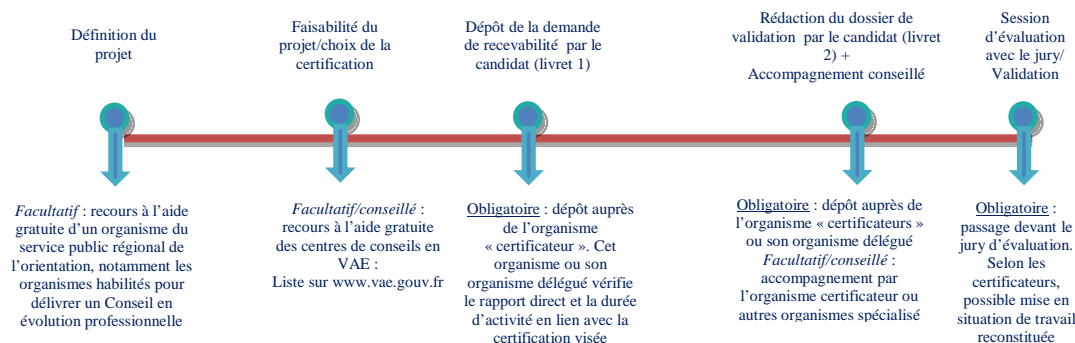 Définition du
projet
Faisabilité du
projet/choix de la
certification
Dépôt de la demande
de recevabilité par le
candidat (livret 1)
Rédaction du dossier de
validation par le candidat (livret
2) +
Accompagnement conseillé
Session
d’évaluation
avec le jury/
Validation
Facultatif : recours à l’aide
gratuite d’un organisme du
service public régional de
l’orientation, notamment les
organismes habilités pour
délivrer un Conseil en
évolution professionnelle
Facultatif/conseillé :
recours à l’aide gratuite
des centres de conseils en
VAE :
Liste sur www.vae.gouv.fr
Obligatoire : dépôt auprès
de l’organisme
« certificateur ». Cet
organisme ou son
organisme délégué vérifie
le rapport direct et la durée
d’activité en lien avec la
certification visée
Obligatoire : dépôt auprès de
l’organisme « certificateurs »
ou son organisme délégué
Facultatif/conseillé :
accompagnement par
l’organisme certificateur ou
autres organismes spécialisé
Obligatoire :
passage devant le
jury d’évaluation.
Selon les
certificateurs,
possible mise en
situation de travail
reconstituée